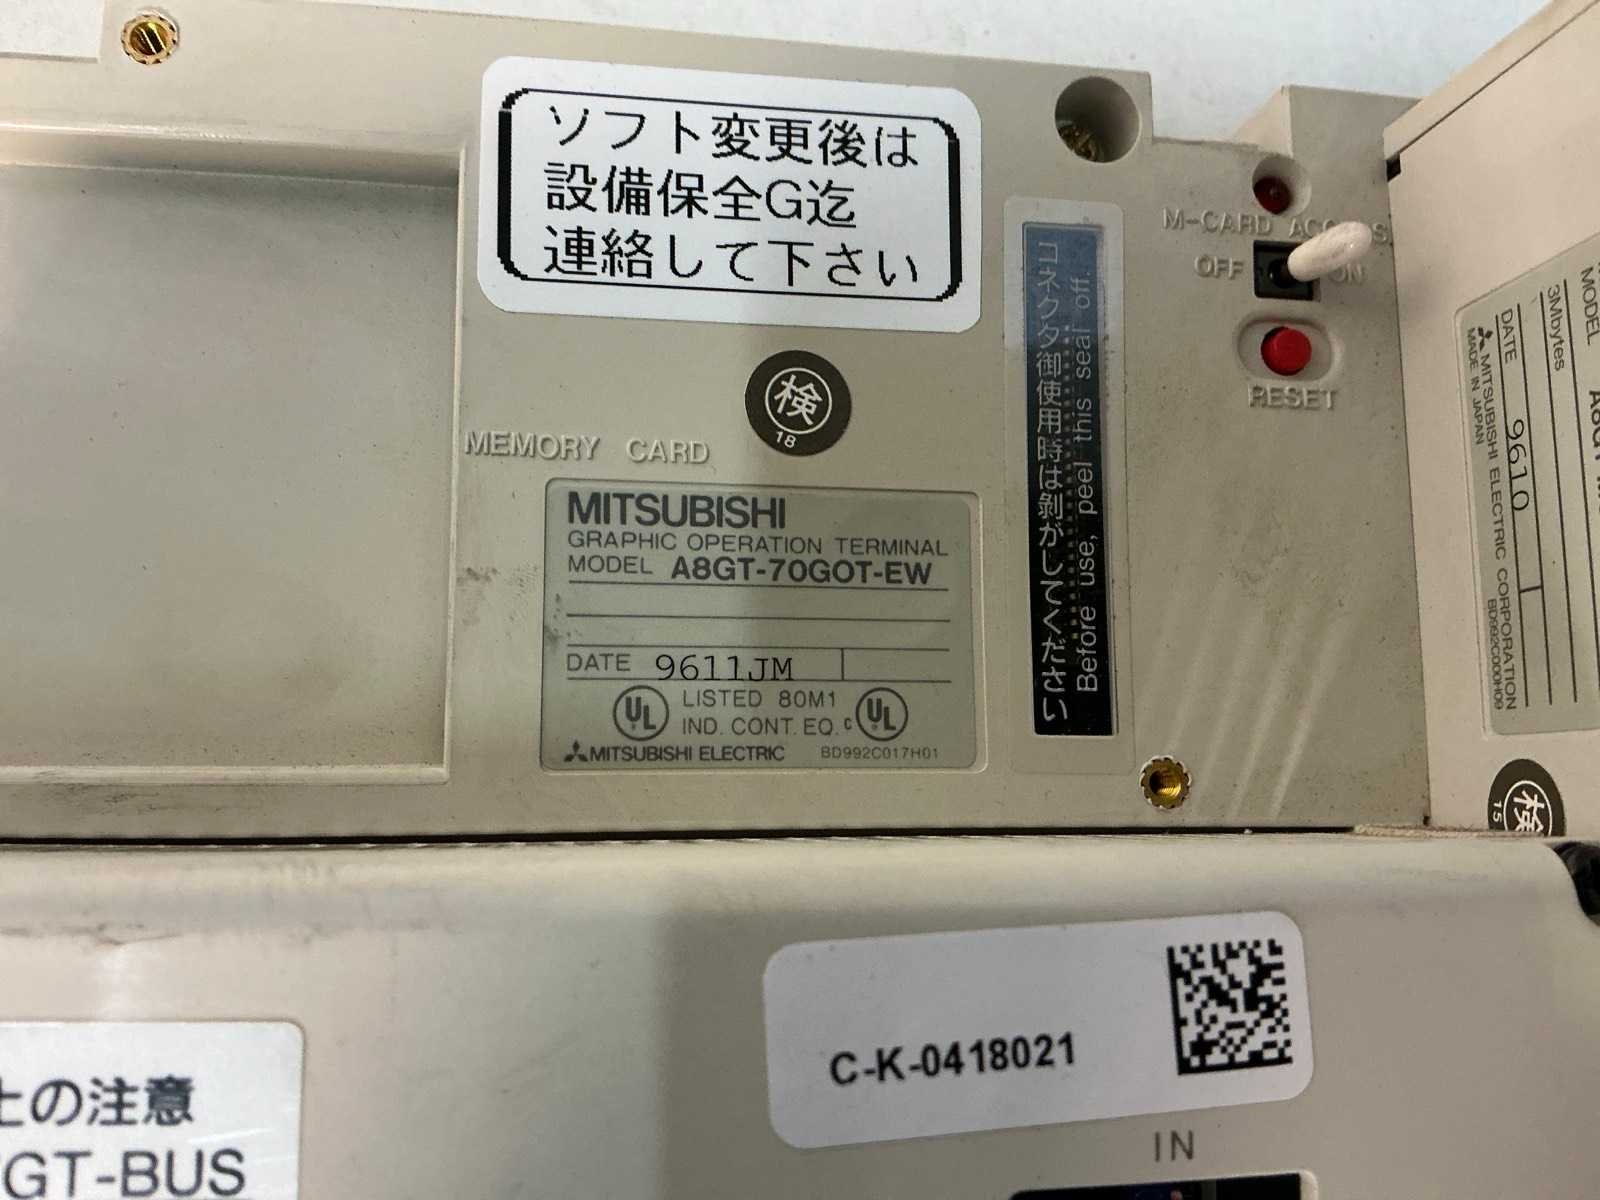 ソフト変更後は
設備保全G迄
連絡して下さい
検
18
MEMORY CARD
MITSUBISHI
GRAPHIC OPERATION TERMINAL
MODEL A8GT-70GOT-EW
DATE 9611JM
UL LISTED 80M1 c UL
IND. CONT. EQ.
MITSUBISHI ELECTRIC BD992C017H01
コネクタ御使用時は剥がしてください
Before use, peel this seal off.
M-CARD
OFF ON
RESET
MODEL
3Mbytes
DATE 9610
MITSUBISHI ELECTRIC CORPORATION
MADE IN JAPAN BD992C000H09
検
15
C-K-0418021
IN
の注意
GT-BUS